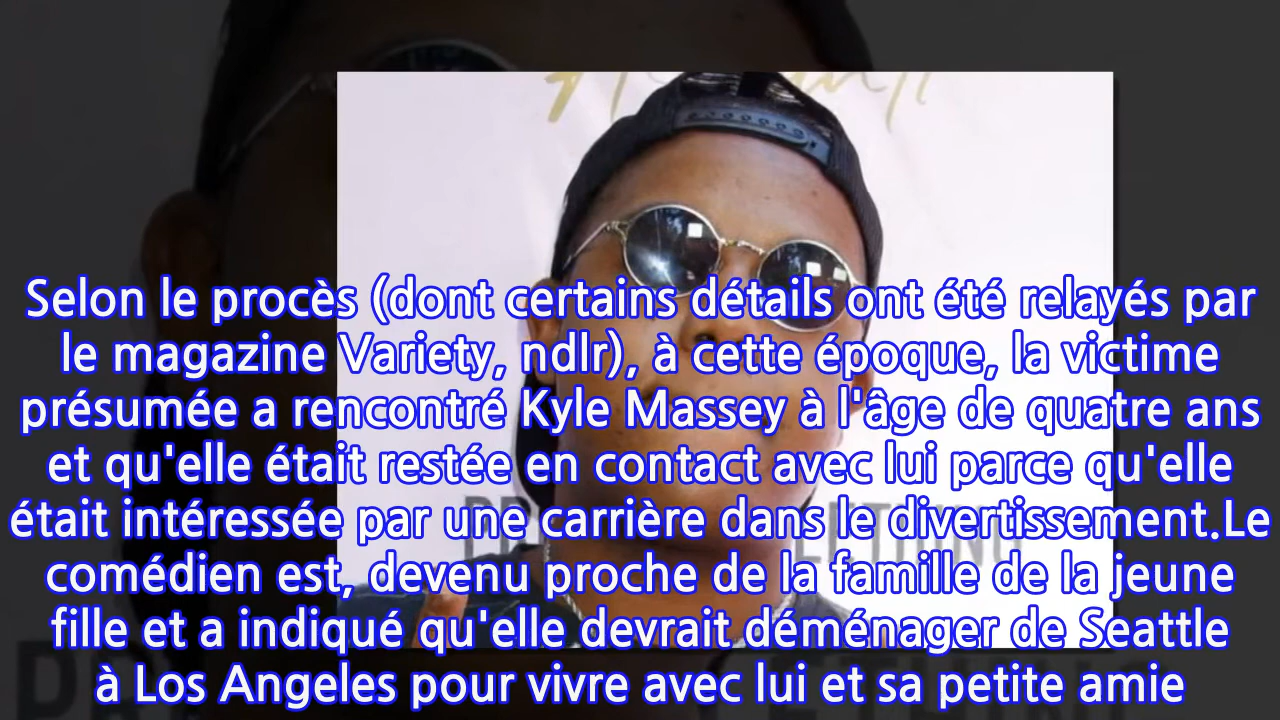 Selon le procès (dont certains détails ont été relayés par
le magazine Variety, ndlr), à cette époque, la victime
présumée a rencontré Kyle Massey à l'âge de quatre ans
et qu'elle était restée en contact avec lui parce qu'elle
était intéressée par une carrière dans le divertissement.Le
comédien est, devenu proche de la famille de la jeune
fille et a indiqué qu'elle devrait déménager de Seattle
à Los Angeles pour vivre avec lui et sa petite amie